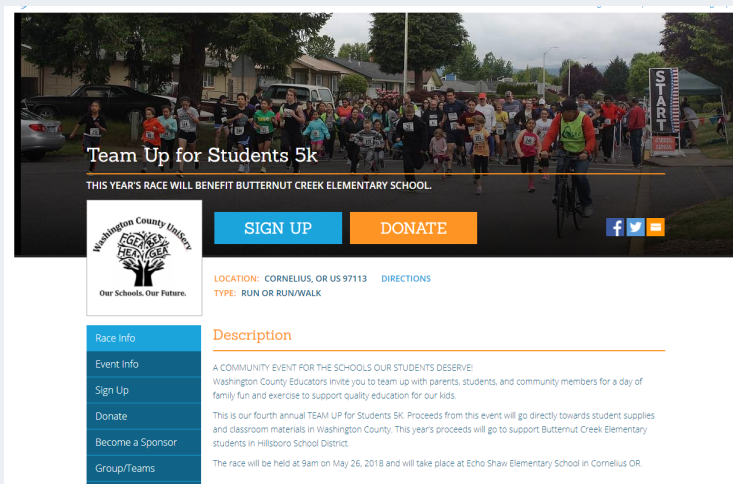 START
Team Up for Students 5k
THIS YEAR'S RACE WILL BENEFIT BUTTERNUT CREEK ELEMENTARY SCHOOL.
Washington County UniServ
Our Schools. Our Future.
SIGN UP
DONATE
LOCATION: CORNELIUS, OR US 97113 DIRECTIONS
TYPE: RUN OR RUN/WALK
Race Info
Event Info
Sign Up
Donate
Become a Sponsor
Group/Teams
Description
A COMMUNITY EVENT FOR THE SCHOOLS OUR STUDENTS DESERVE!
Washington County Educators invite you to team up with parents, students, and community members for a day of
family fun and exercise to support quality education for our kids.
This is our fourth annual TEAM UP for Students 5K. Proceeds from this event will go directly towards student supplies
and classroom materials in Washington County. This year's proceeds will go to support Butternut Creek Elementary
students in Hillsboro School District.
The race will be held at 9am on May 26, 2018 and will take place at Echo Shaw Elementary School in Cornelius OR.